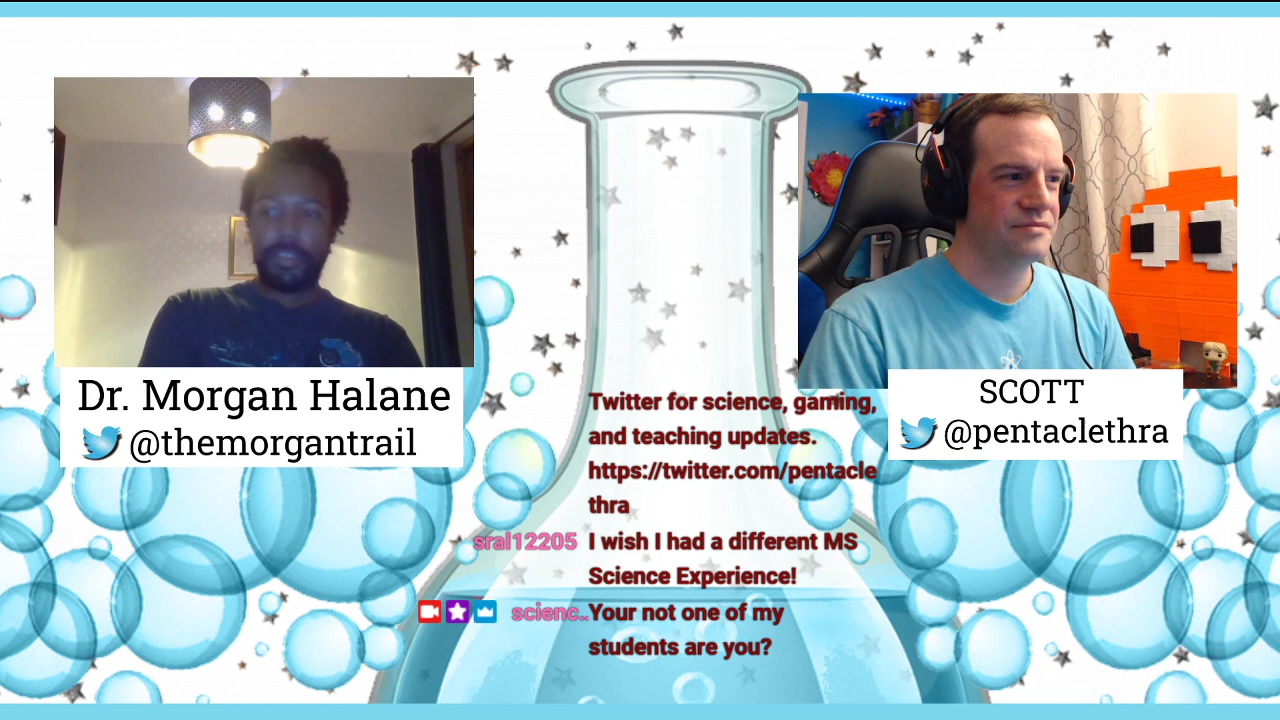 Dr. Morgan Halane
@themorgantrail
SCOTT
@pentaclethra
Twitter for science, gaming,
and teaching updates.
https://twitter.com/pentacle
thra
sral12205 I wish I had a different MS
Science Experience!
scienc.. Your not one of my
students are you?